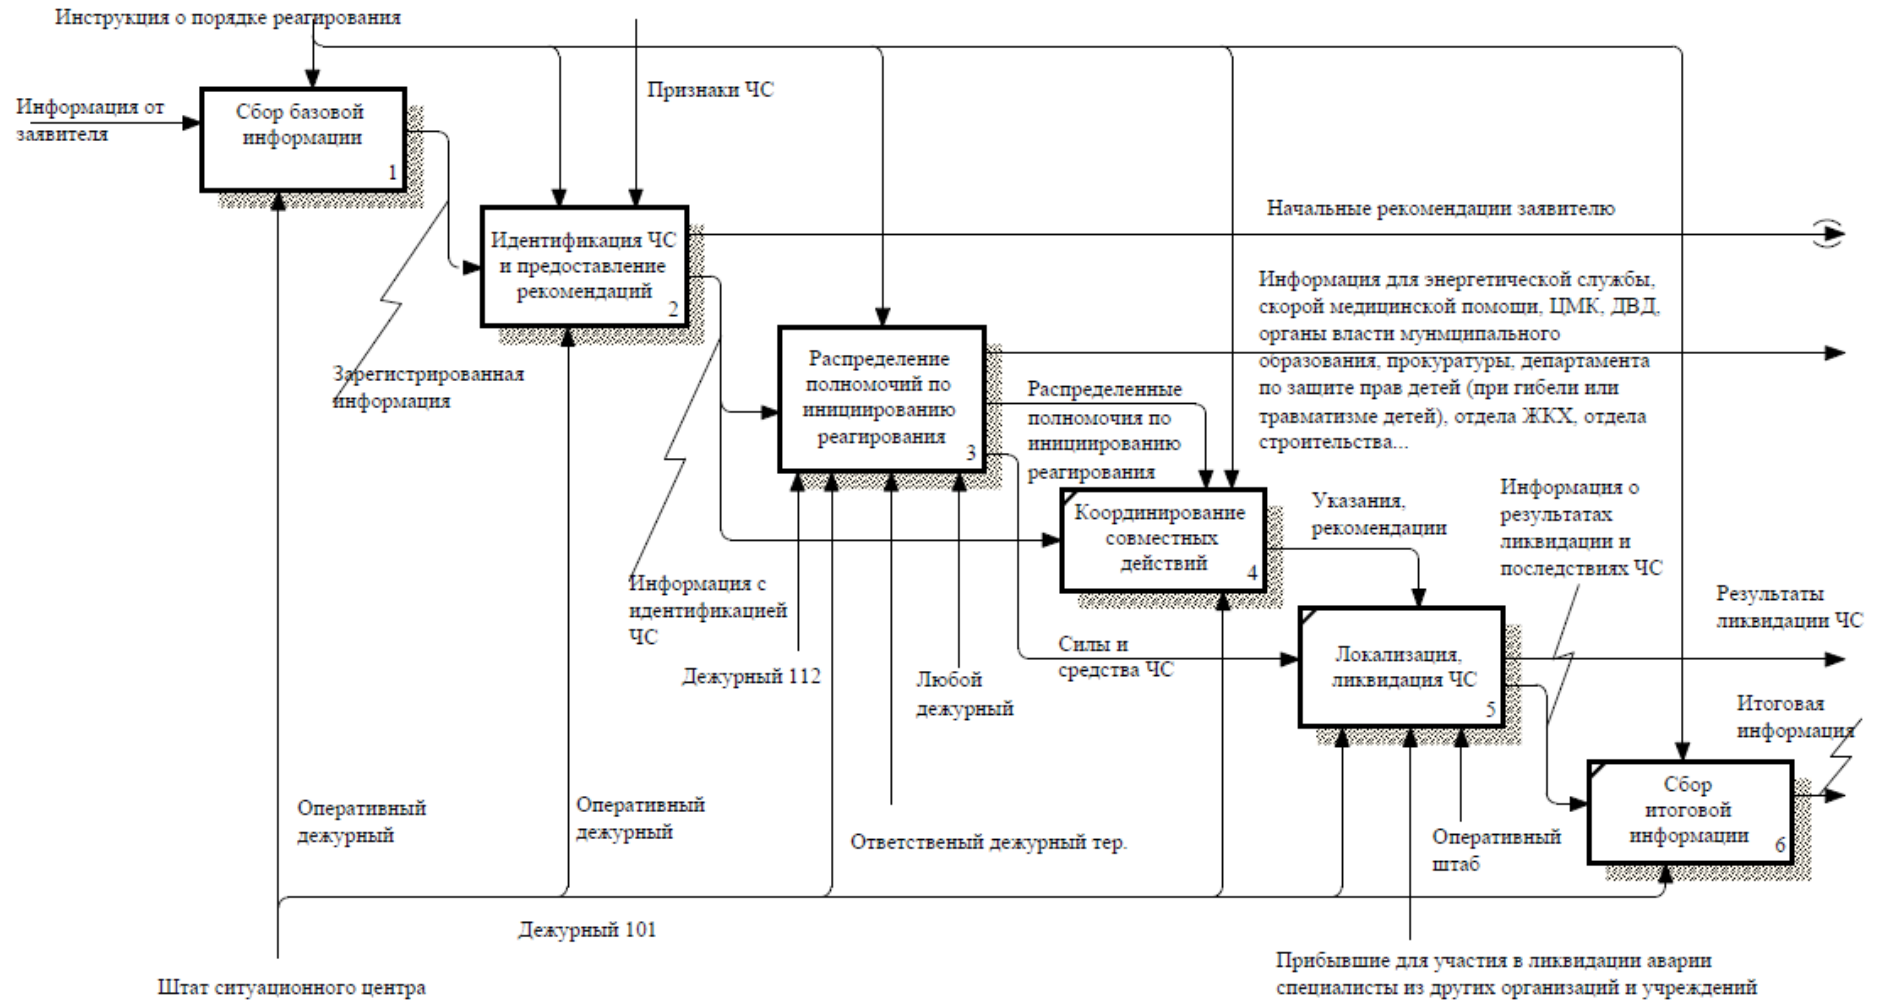 Инструкция о порядке реагирования
Признаки ЧС
Информация от
заявителя
Сбор базовой
информации
1
Начальные рекомендации заявителю
Идентификация ЧС
и предоставление
рекомендаций
2
Информация для энергетической службы,
скорой медицинской помощи, ЦМК, ДВД,
органы власти мунмципального
образования, прокуратуры, департамента
по защите прав детей (при гибели или
травматизме детей), отдела ЖКХ, отдела
строительства...
Зарегистрированная
информация
Распределение
полномочий по
инициированию
реагирования
3
Распределенные
полномочия по
инициированию
реагирования
Координирование
совместных
действий
4
Указания,
рекомендации
Информация о
результатах
ликвидации и
последствиях ЧС
Информация с
идентификацией
ЧС
Результаты
ликвидации ЧС
Дежурный 112
Любой
дежурный
Силы и
средства ЧС
Локализация,
ликвидация ЧС
5
Итоговая
информация
Сбор
итоговой
информации
6
Оперативный
дежурный
Оперативный
дежурный
Ответственый дежурный тер.
Оперативный
штаб
Дежурный 101
Штат ситуационного центра
Прибывшие для участия в ликвидации аварии
специалисты из других организаций и учреждений